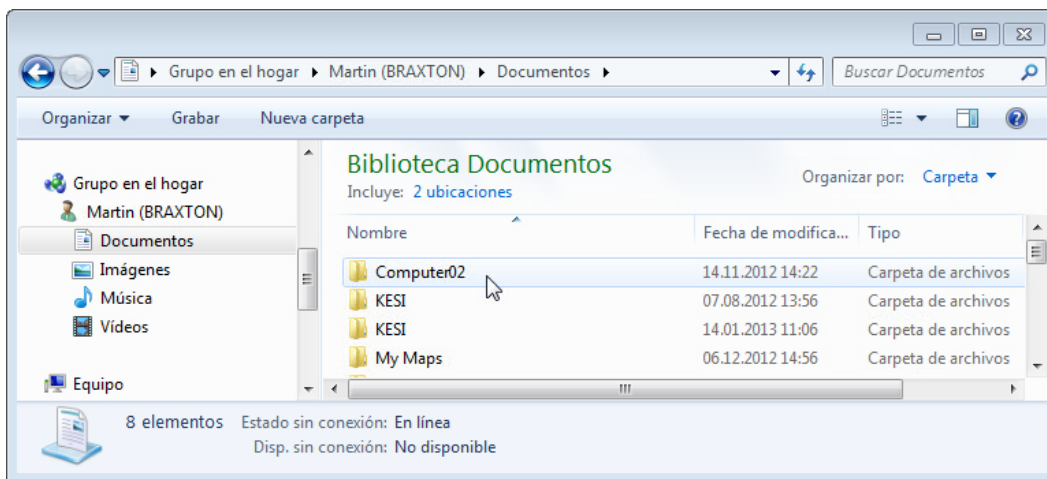 Grupo en el hogar Martin (BRAXTON) Documentos Buscar Documentos
Organizar Grabar Nueva carpeta
Biblioteca Documentos
Incluye: 2 ubicaciones
Organizar por: Carpeta
Grupo en el hogar
Martin (BRAXTON)
Documentos
Imágenes
Música
Vídeos
Equipo
Nombre Fecha de modifica... Tipo
Computer02 14.11.2012 14:22 Carpeta de archivos
KESI 07.08.2012 13:56 Carpeta de archivos
KESI 14.01.2013 11:06 Carpeta de archivos
My Maps 06.12.2012 14:56 Carpeta de archivos
8 elementos Estado sin conexión: En línea
Disp. sin conexión: No disponible